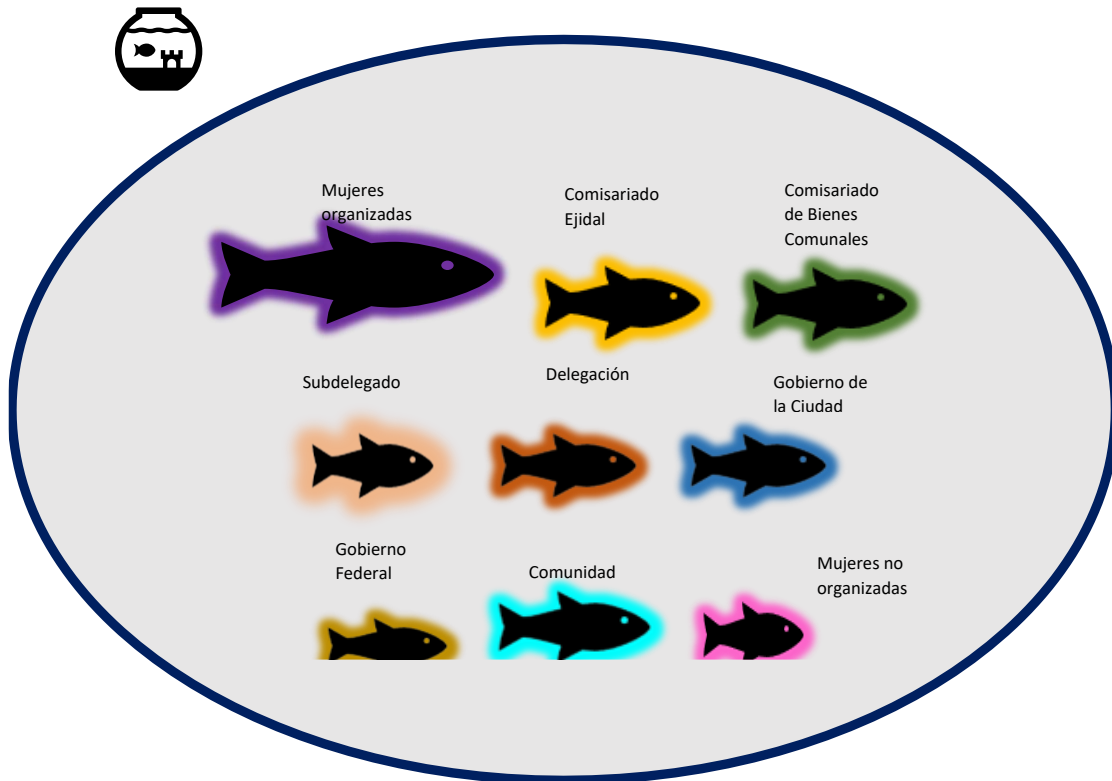 Mujeres
organizadas
Comisariado
Ejidal
Comisariado
de Bienes
Comunales
Subdelegado
Delegación
Gobierno de
la Ciudad
Gobierno
Federal
Comunidad
Mujeres no
organizadas